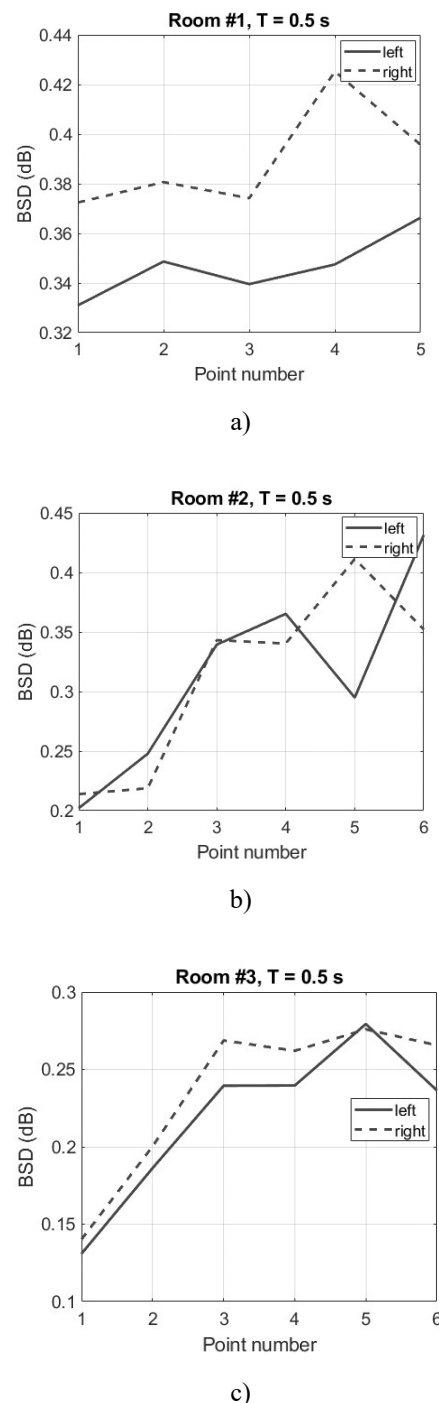 Room #1, T = 0.5 s
0.44
0.42
0.4
0.38
0.36
0.34
0.32
BSD (dB)
left
right
1 2 3 4 5
Point number
a)
Room #2, T = 0.5 s
0.45
0.4
0.35
0.3
0.25
0.2
BSD (dB)
left
right
1 2 3 4 5 6
Point number
b)
Room #3, T = 0.5 s
0.3
0.25
0.2
0.15
0.1
BSD (dB)
left
right
1 2 3 4 5 6
Point number
c)